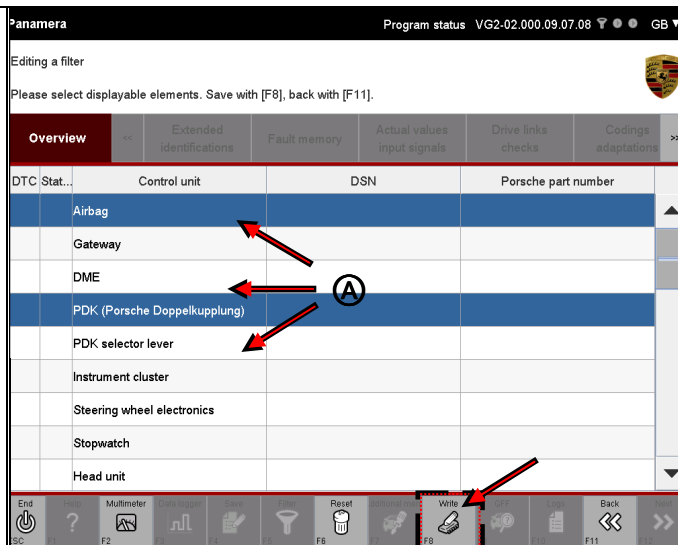 Panamera Program status VG2-02.000.09.07.08 GB
Editing a filter
Please select displayable elements. Save with [F8], back with [F11].
Overview << Extended identifications Fault memory Actual values input signals Drive links checks Codings adaptations >>
DTC Stat... Control unit DSN Porsche part number
Airbag
Gateway
DME
A
PDK (Porsche Doppelkupplung)
PDK selector lever
Instrument cluster
Steering wheel electronics
Stopwatch
Head unit
End Help Multimeter Data logger Save Filter Reset Write OFF Logs Back Next
ESC F1 F2 F3 F4 F5 F6 F7 F8 F10 F11 F12